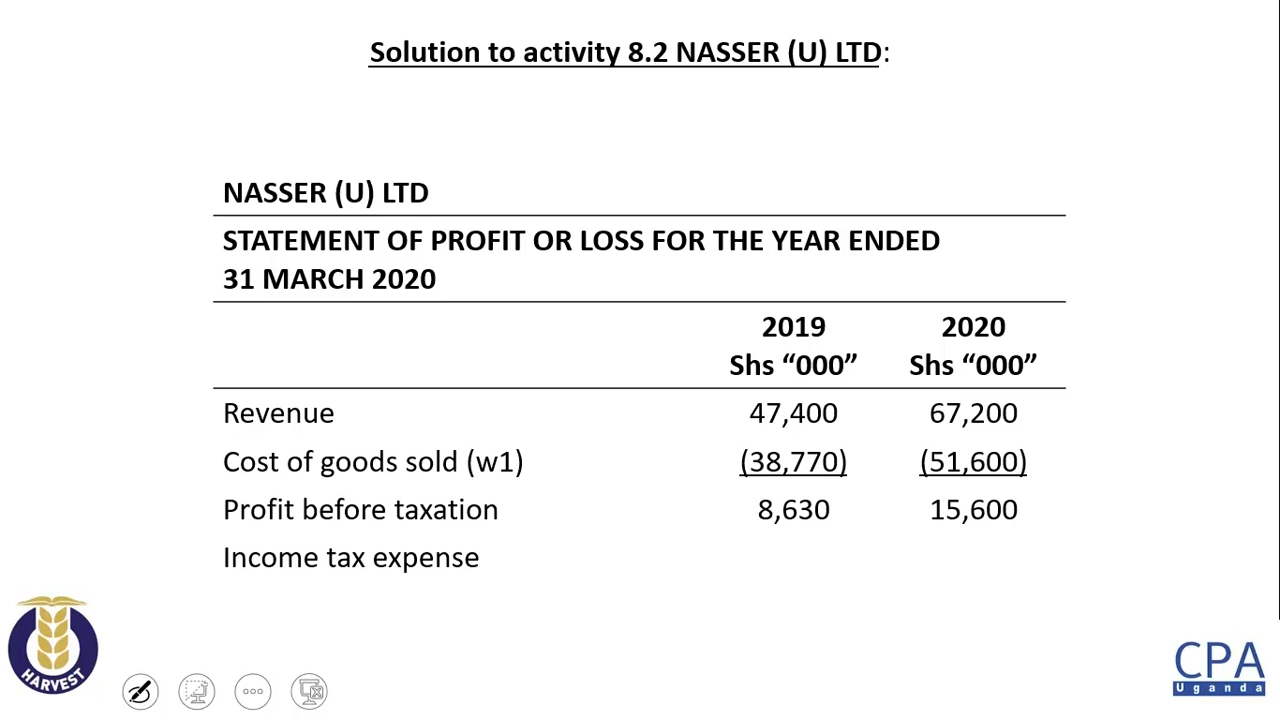 Solution to activity 8.2 NASSER (U) LTD:
NASSER (U) LTD
STATEMENT OF PROFIT OR LOSS FOR THE YEAR ENDED
31 MARCH 2020
2019 2020
Shs “000” Shs “000”
Revenue 47,400 67,200
Cost of goods sold (w1) (38,770) (51,600)
Profit before taxation 8,630 15,600
Income tax expense
HARVEST
CPA
Uganda